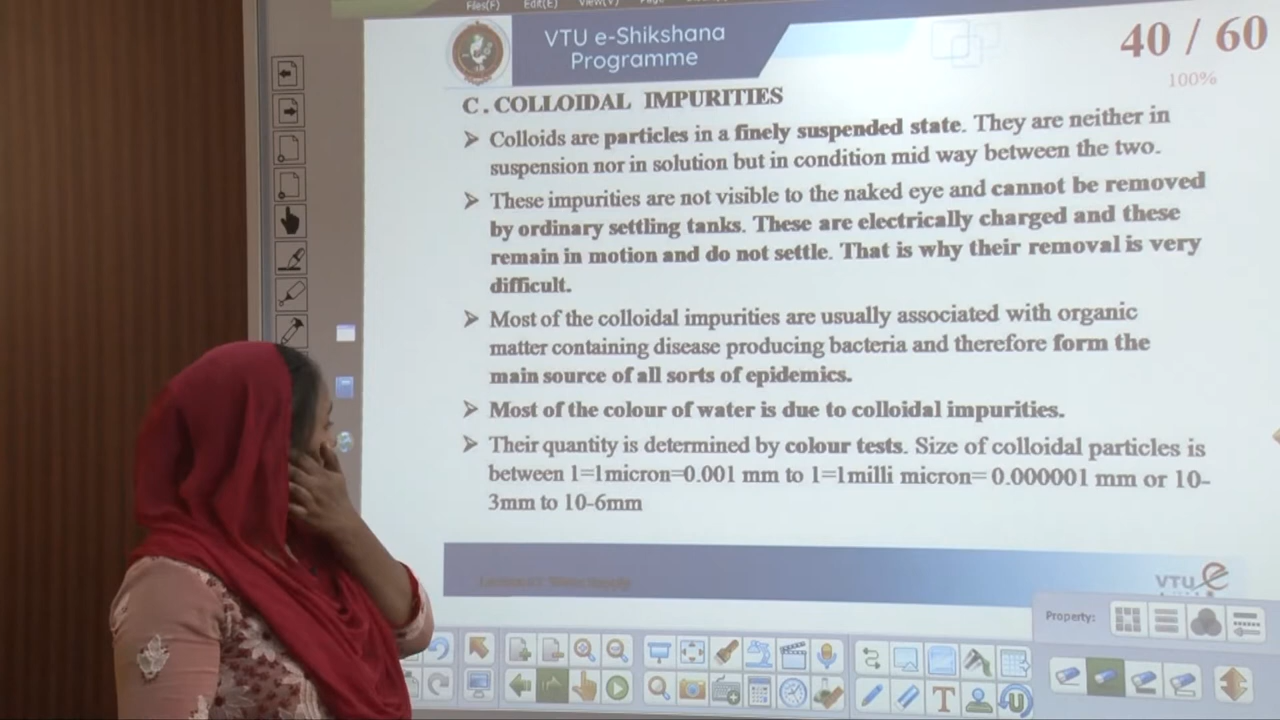 Files(F) Edit(E) View(V)
VTU e-Shikshana
Programme
40 / 60
100%
C. COLLOIDAL IMPURITIES
➢ Colloids are particles in a finely suspended state. They are neither in
suspension nor in solution but in condition mid way between the two.
➢ These impurities are not visible to the naked eye and cannot be removed
by ordinary settling tanks. These are electrically charged and these
remain in motion and do not settle. That is why their removal is very
difficult.
➢ Most of the colloidal impurities are usually associated with organic
matter containing disease producing bacteria and therefore form the
main source of all sorts of epidemics.
➢ Most of the colour of water is due to colloidal impurities.
➢ Their quantity is determined by colour tests. Size of colloidal particles is
between 1=1micron=0.001 mm to 1=1milli micron= 0.000001 mm or 10-
3mm to 10-6mm
VTU e
Property:
T